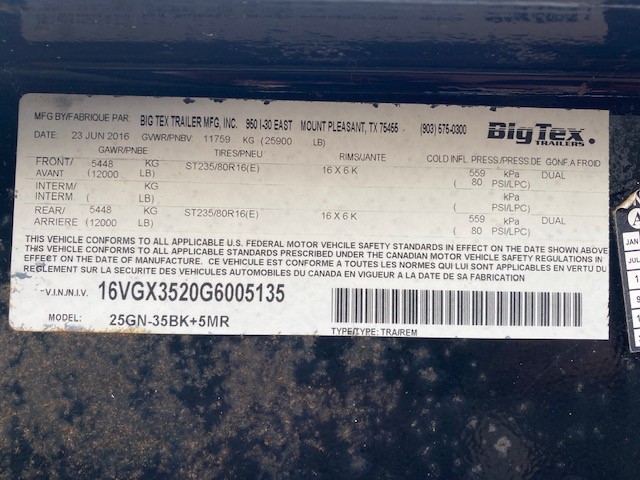 MFG BY/FABRIQUE PAR: BIG TEX TRAILER MFG, INC. 950 I-30 EAST MOUNT PLEASANT, TX 75455 (903) 575-0300
BigTex.
TRAILERS
DATE: 23 JUN 2016 GVWR/PNBV: 11759 KG (25900 LB)
GAWR/PNBE TIRES/PNEU RIMS/JANTE COLD INFL PRESS/PRESS.DE GONF A FROID
FRONT/ 5448 KG ST235/80R16(E) 16 X 6 K 559 kPa DUAL
AVANT (12000 LB) ( 80 PSI/LPC)
INTERM/ KG kPa
INTERM/ ( LB) ( PSI/LPC)
REAR/ 5448 KG ST235/80R16(E) 16 X 6 K 559 kPa DUAL
ARRIERE (12000 LB) ( 80 PSI/LPC)
THIS VEHICLE CONFORMS TO ALL APPLICABLE U.S. FEDERAL MOTOR VEHCILE SAFETY STANDARDS IN EFFECT ON THE DATE ABOVE
THIS VEHICLE CONFORMS TO ALL APPLICABLE STANDARDS PRESCRIBED UNDER THE CANADIAN MOTOR VEHICLE SAFETY REGULATIONS IN
EFFECT ON THE DATE OF MANUFACTURE. CE VEHICULE EST CONFORME A TOUTES LES NORMES QUI LUI SONT APPLICABLES EN VERTU DU
REGLEMENT SUR LA SECURITE DES VEHICULES AUTOMOBILES DU CANADA EN VIGUEUR A LA DATE DE SA FABRICATION
V.I.N./N.I.V. 16VGX3520G6005135
MODEL: 25GN-35BK+5MR
TYPE/TYPE: TRA/REM
JAN
JUL